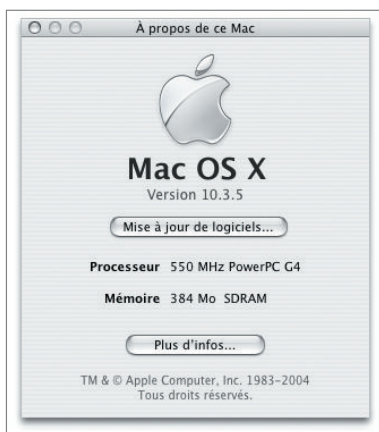 À propos de ce Mac
Mac OS X
Version 10.3.5
Mise à jour de logiciels...
Processeur 550 MHz PowerPC G4
Mémoire 384 Mo SDRAM
Plus d'infos...
TM & © Apple Computer, Inc. 1983-2004
Tous droits réservés.